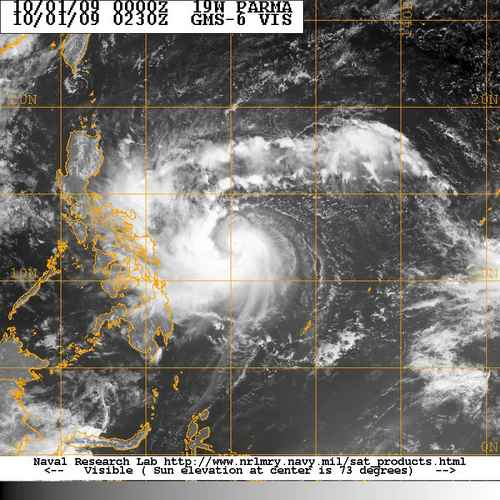 10/01/09 0000Z 19W PARMA
10/01/09 0230Z GMS-6 VIS
20N
20N
10N
0N
Naval Research Lab http://www.nrlmry.navy.mil/sat_products.html
<-- Visible ( Sun elevation at center is 73 degrees) -->